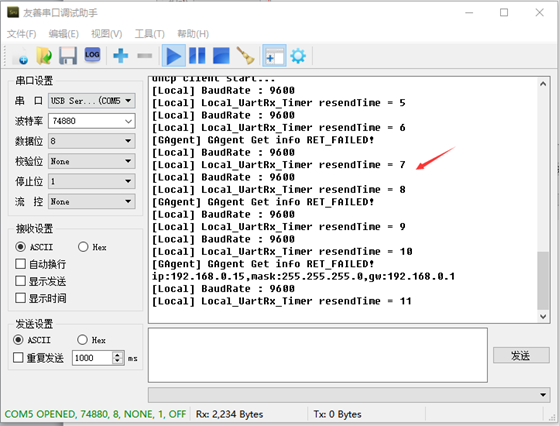 友善串口调试助手
文件(F) 编辑(E) 视图(V) 工具(T) 帮助(H)
LOG
串口设置
串 口 USB Ser...(COM5
波特率 74880
数据位 8
校验位 None
停止位 1
流 控 None
接收设置
ASCII Hex
自动换行
显示发送
显示时间
发送设置
ASCII Hex
重复发送 1000 ms
client start...
[Local] BaudRate : 9600
[Local] Local_UartRx_Timer resendTime = 5
[Local] BaudRate : 9600
[Local] Local_UartRx_Timer resendTime = 6
[GAgent] GAgent Get info RET_FAILED!
[Local] BaudRate : 9600
[Local] Local_UartRx_Timer resendTime = 7
[Local] BaudRate : 9600
[Local] Local_UartRx_Timer resendTime = 8
[GAgent] GAgent Get info RET_FAILED!
[Local] BaudRate : 9600
[Local] Local_UartRx_Timer resendTime = 9
[Local] BaudRate : 9600
[Local] Local_UartRx_Timer resendTime = 10
[GAgent] GAgent Get info RET_FAILED!
ip:192.168.0.15,mask:255.255.255.0,gw:192.168.0.1
[Local] BaudRate : 9600
[Local] Local_UartRx_Timer resendTime = 11
发送
COM5 OPENED, 74880, 8, NONE, 1, OFF Rx: 2,234 Bytes Tx: 0 Bytes